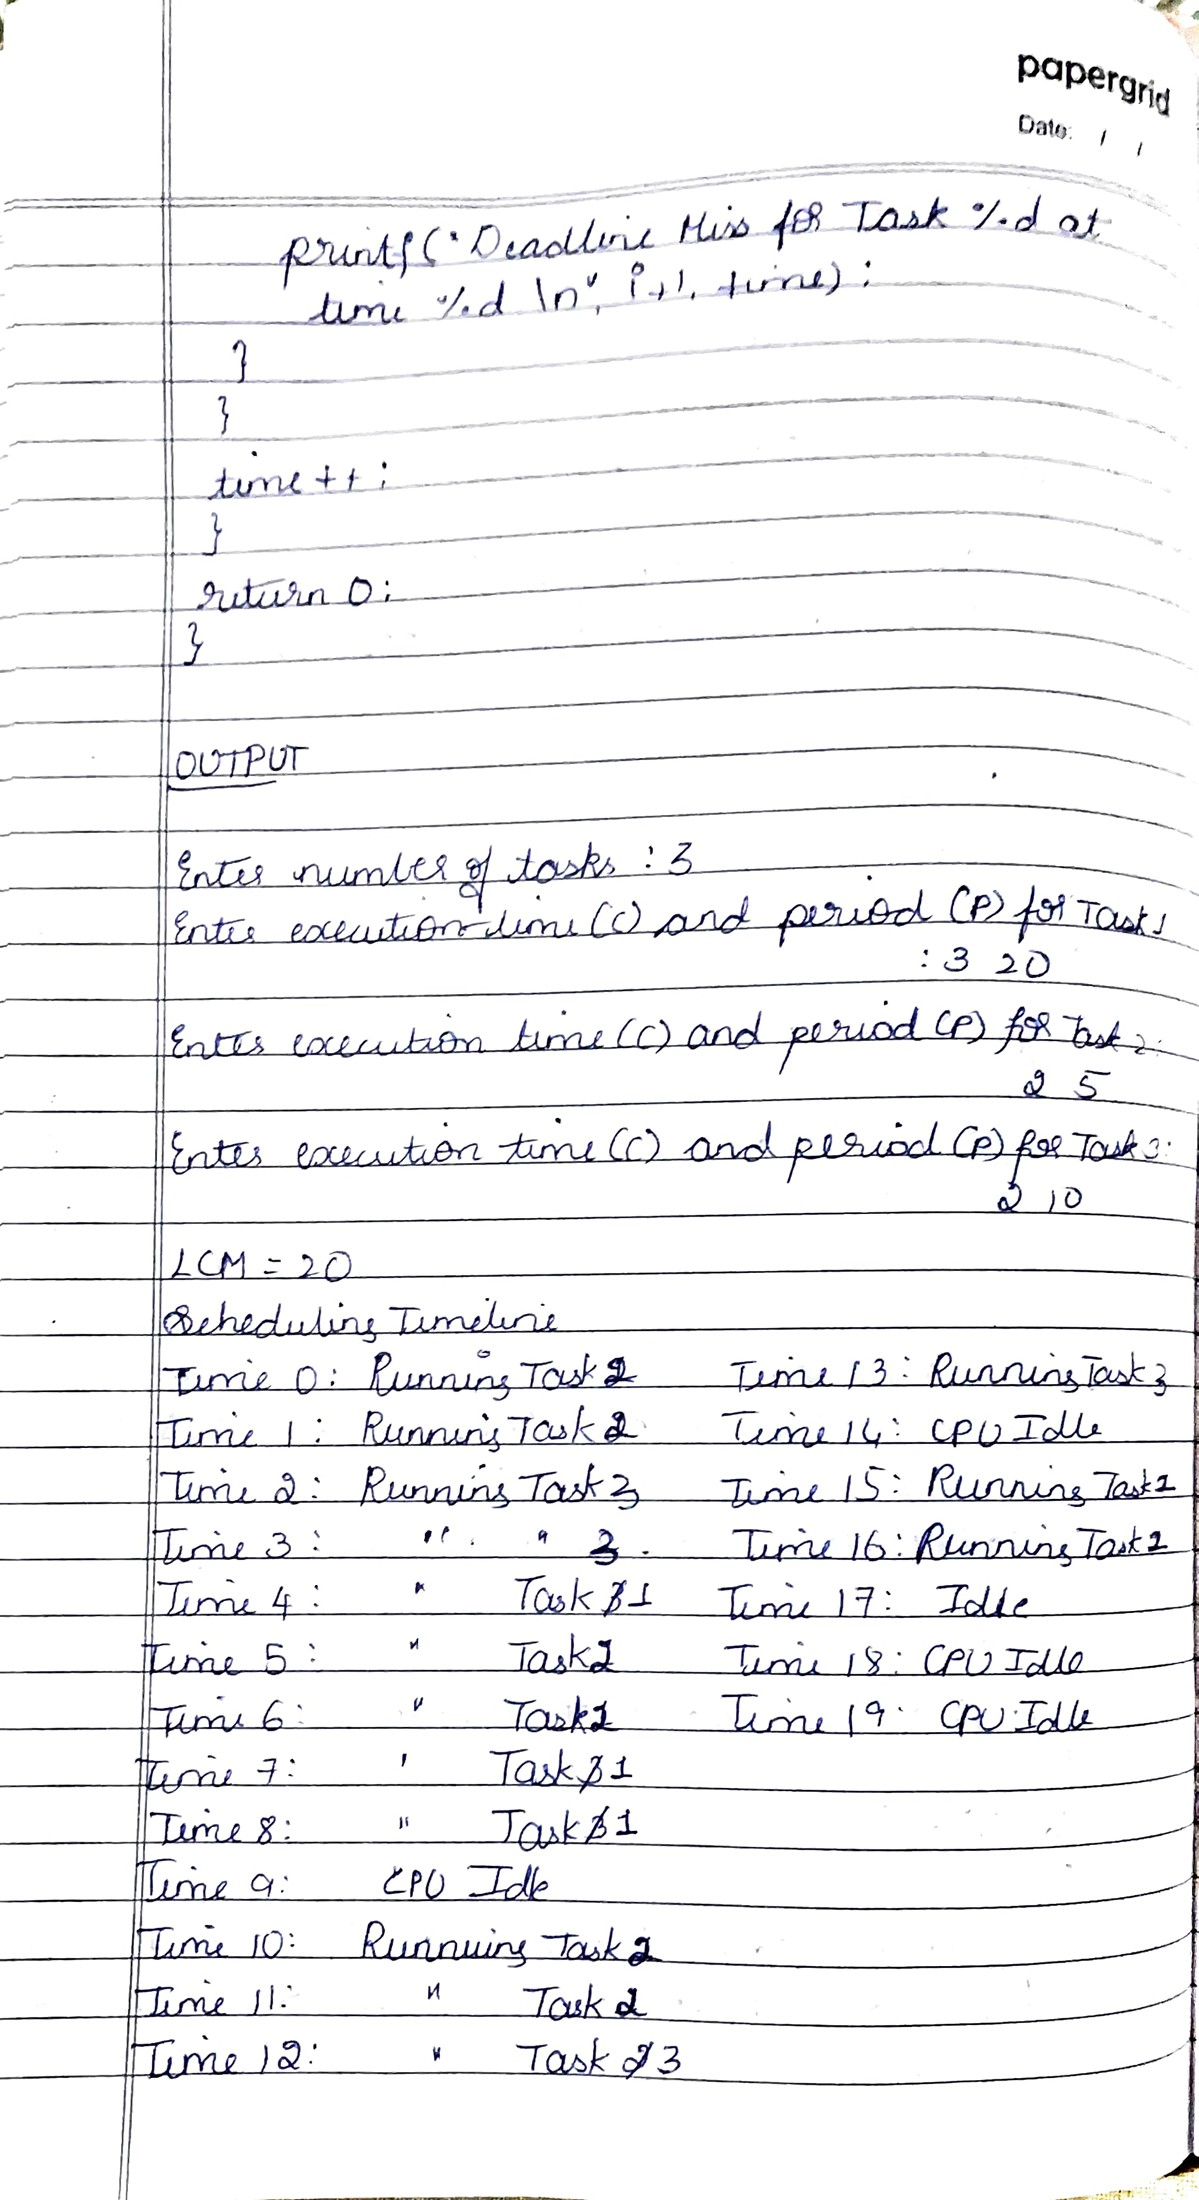 papergrid
Date: / /
printf("Deadline Miss for Task %d at
time %d \n", i+1, time);
}
}
time++;
}
return 0;
}
OUTPUT
Enter number of tasks : 3
Enter execution time (C) and period (P) for Task 1
: 3 20
Enter execution time (C) and period (P) for Task 2:
2 5
Enter execution time (C) and period (P) for Task 3:
2 10
LCM = 20
Scheduling Timeline
Time 0: Running Task 2
Time 1: Running Task 2
Time 2: Running Task 3
Time 3: " " 3.
Time 4: " Task 1
Time 5: " Task 2
Time 6: " Task 2
Time 7: " Task 1
Time 8: " Task 1
Time 9: CPU Idle
Time 10: Running Task 2
Time 11: " Task 2
Time 12: " Task 3
Time 13: Running Task 3
Time 14: CPU Idle
Time 15: Running Task 2
Time 16: Running Task 2
Time 17: Idle
Time 18: CPU Idle
Time 19: CPU Idle